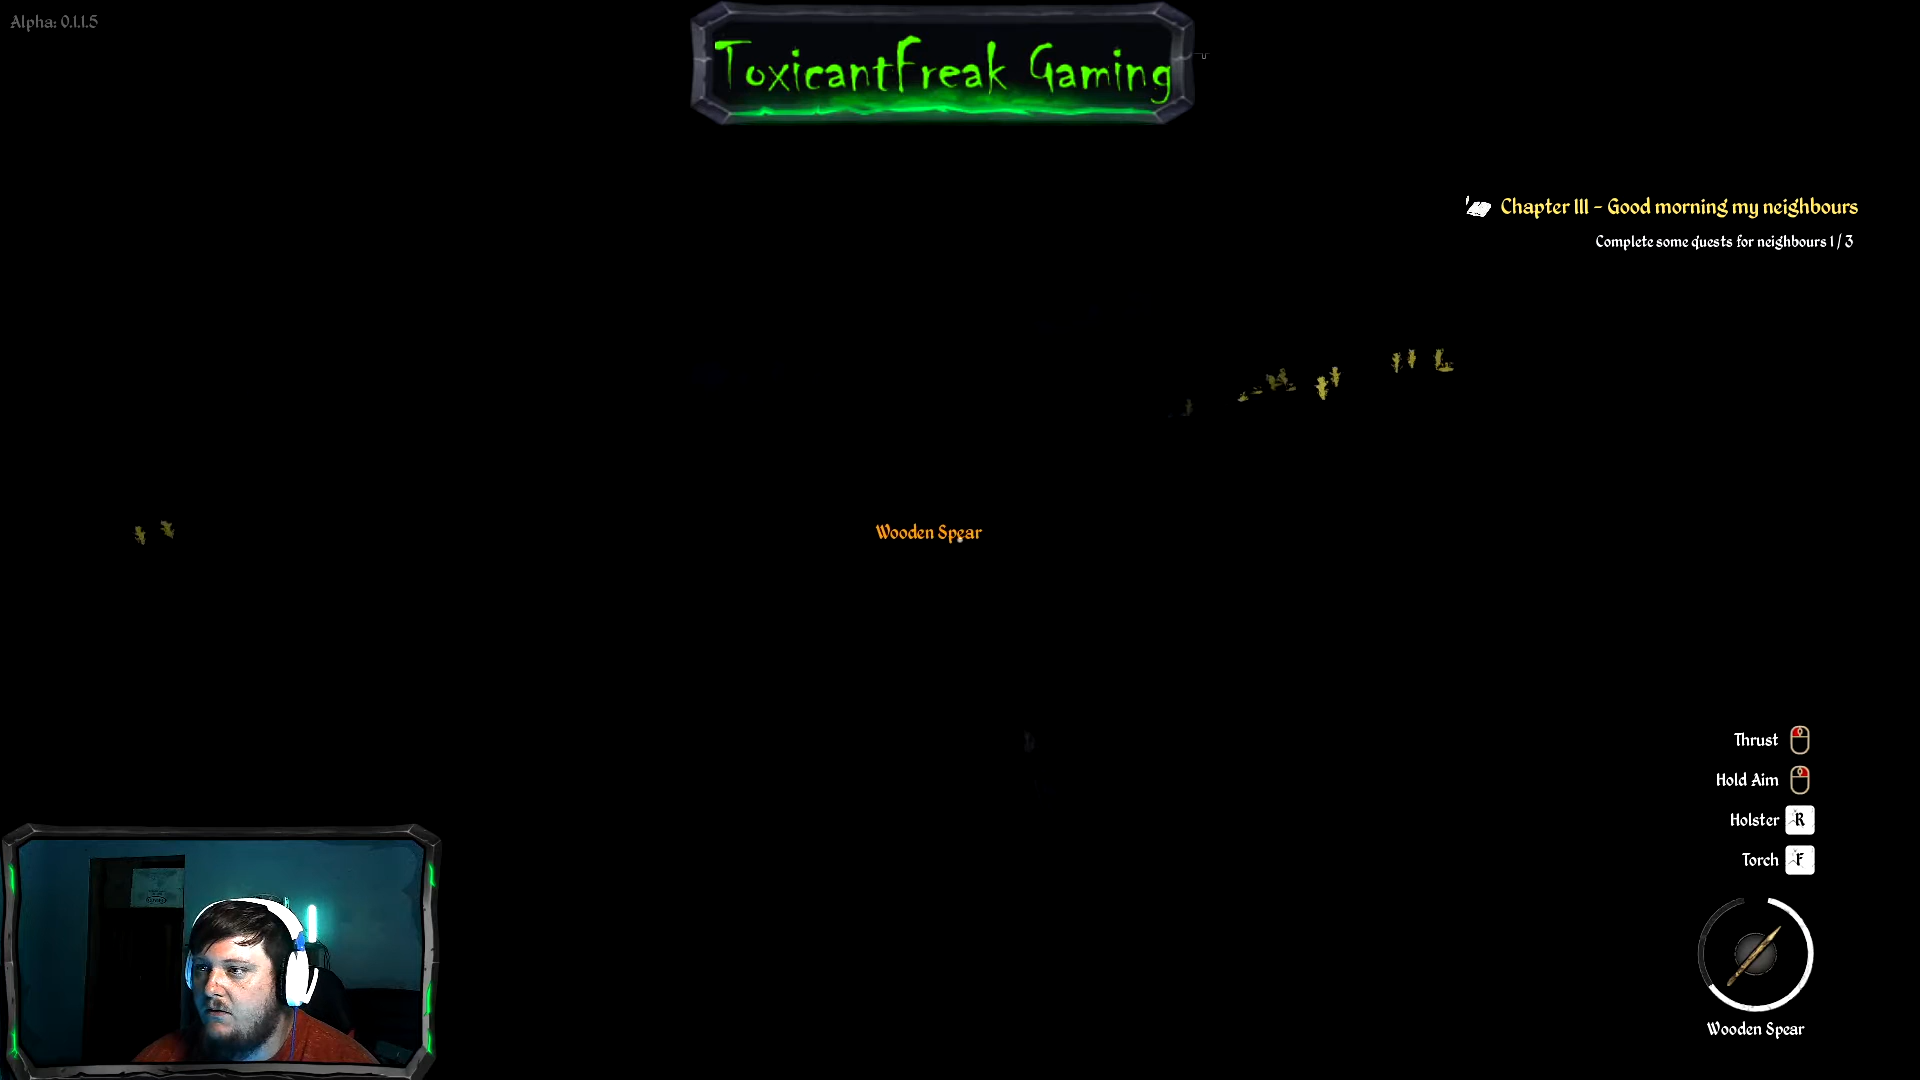 Alpha: 0.1.1.5
ToxicantFreak Gaming
Chapter III - Good morning my neighbours
Complete some quests for neighbours 1 / 3
Wooden Spear
Thrust
Hold Aim
Holster R
Torch F
Wooden Spear